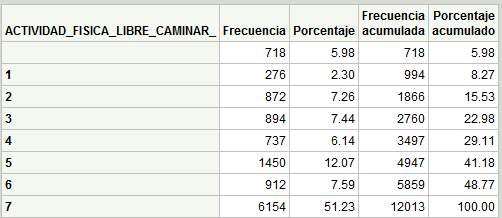 ACTIVIDAD_FISICA_LIBRE_CAMINAR_ Frecuencia Porcentaje Frecuencia acumulada Porcentaje acumulado
718 5.98 718 5.98
1 276 2.30 994 8.27
2 872 7.26 1866 15.53
3 894 7.44 2760 22.98
4 737 6.14 3497 29.11
5 1450 12.07 4947 41.18
6 912 7.59 5859 48.77
7 6154 51.23 12013 100.00